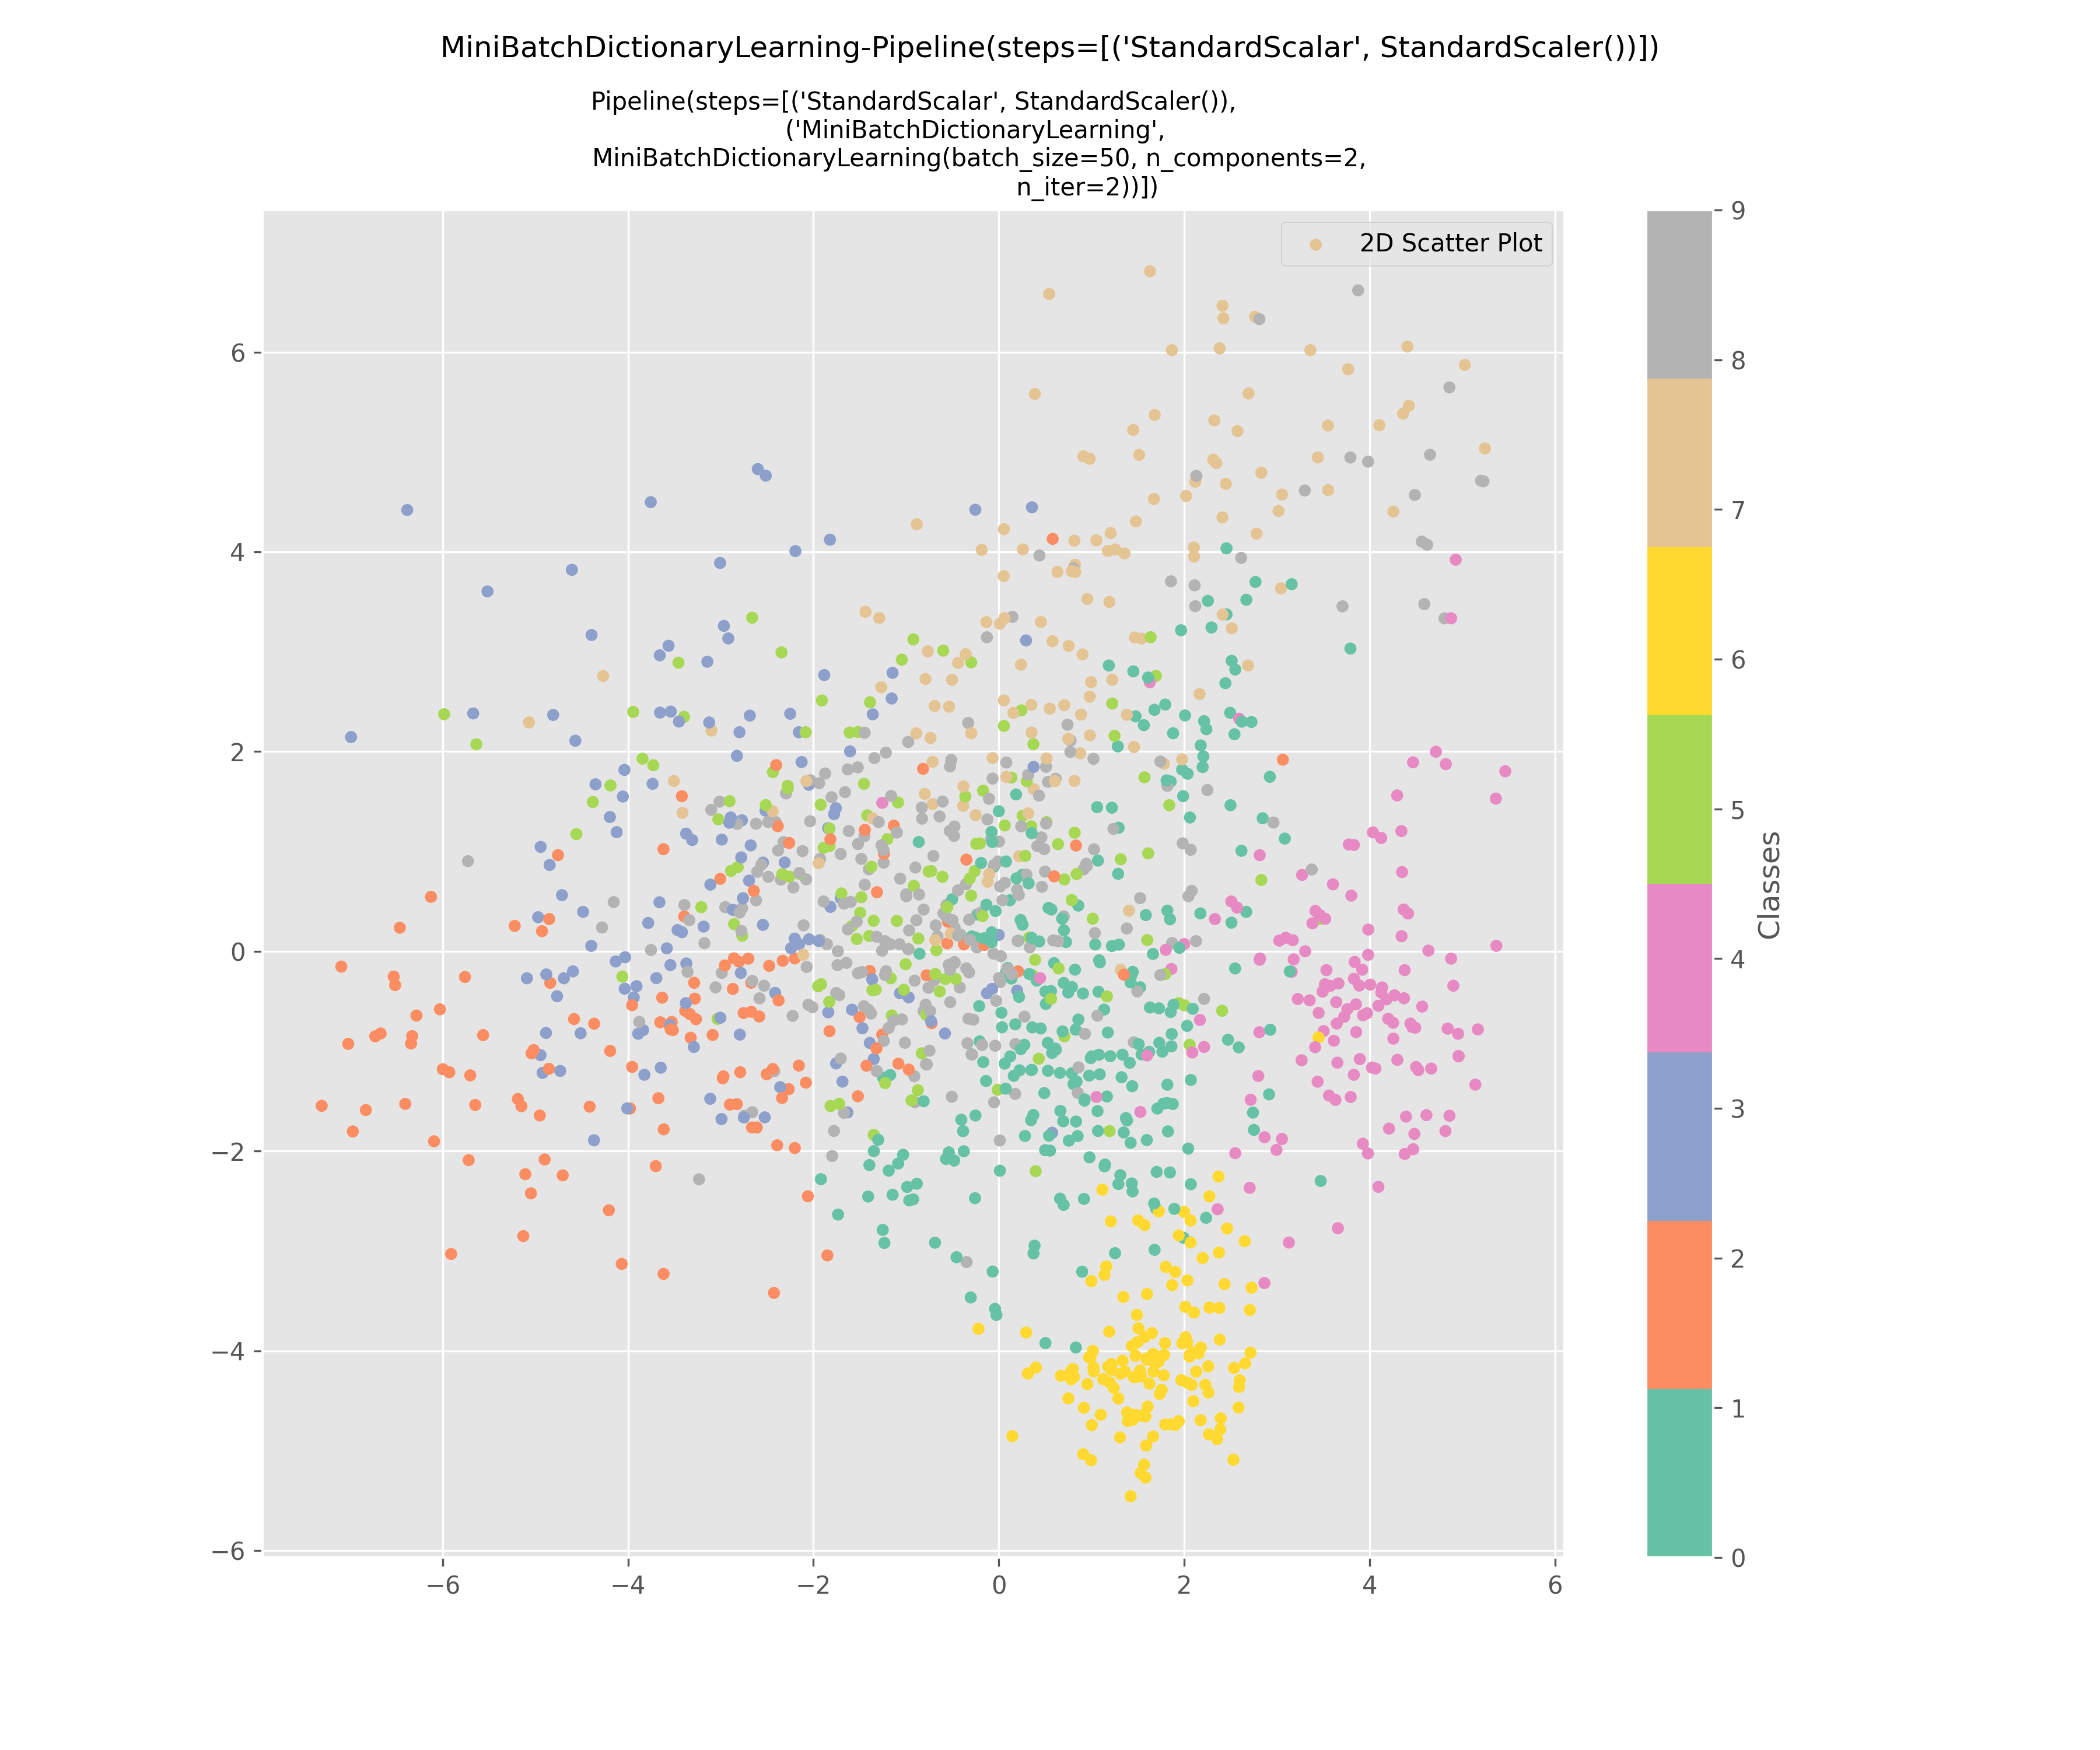 MiniBatchDictionaryLearning-Pipeline(steps=[('StandardScalar', StandardScaler())])
Pipeline(steps=[('StandardScalar', StandardScaler()),
('MiniBatchDictionaryLearning',
MiniBatchDictionaryLearning(batch_size=50, n_components=2,
n_iter=2))])
2D Scatter Plot
6
4
2
0
−2
−4
−6
−6 −4 −2 0 2 4 6
9
8
7
6
5
4
3
2
1
0
Classes